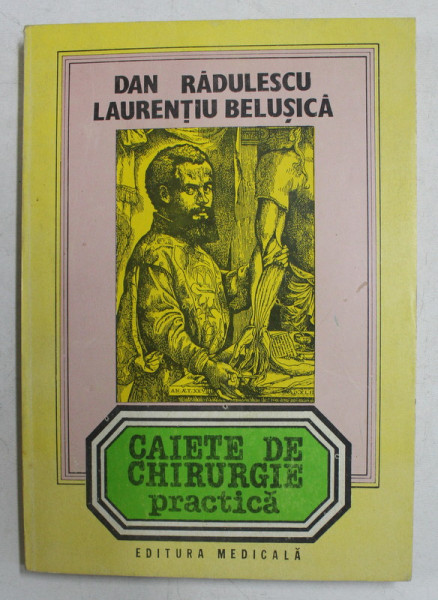 DAN RĂDULESCU
LAURENȚIU BELUȘICĂ
CAIETE DE
CHIRURGIE
practică
EDITURA MEDICALĂ